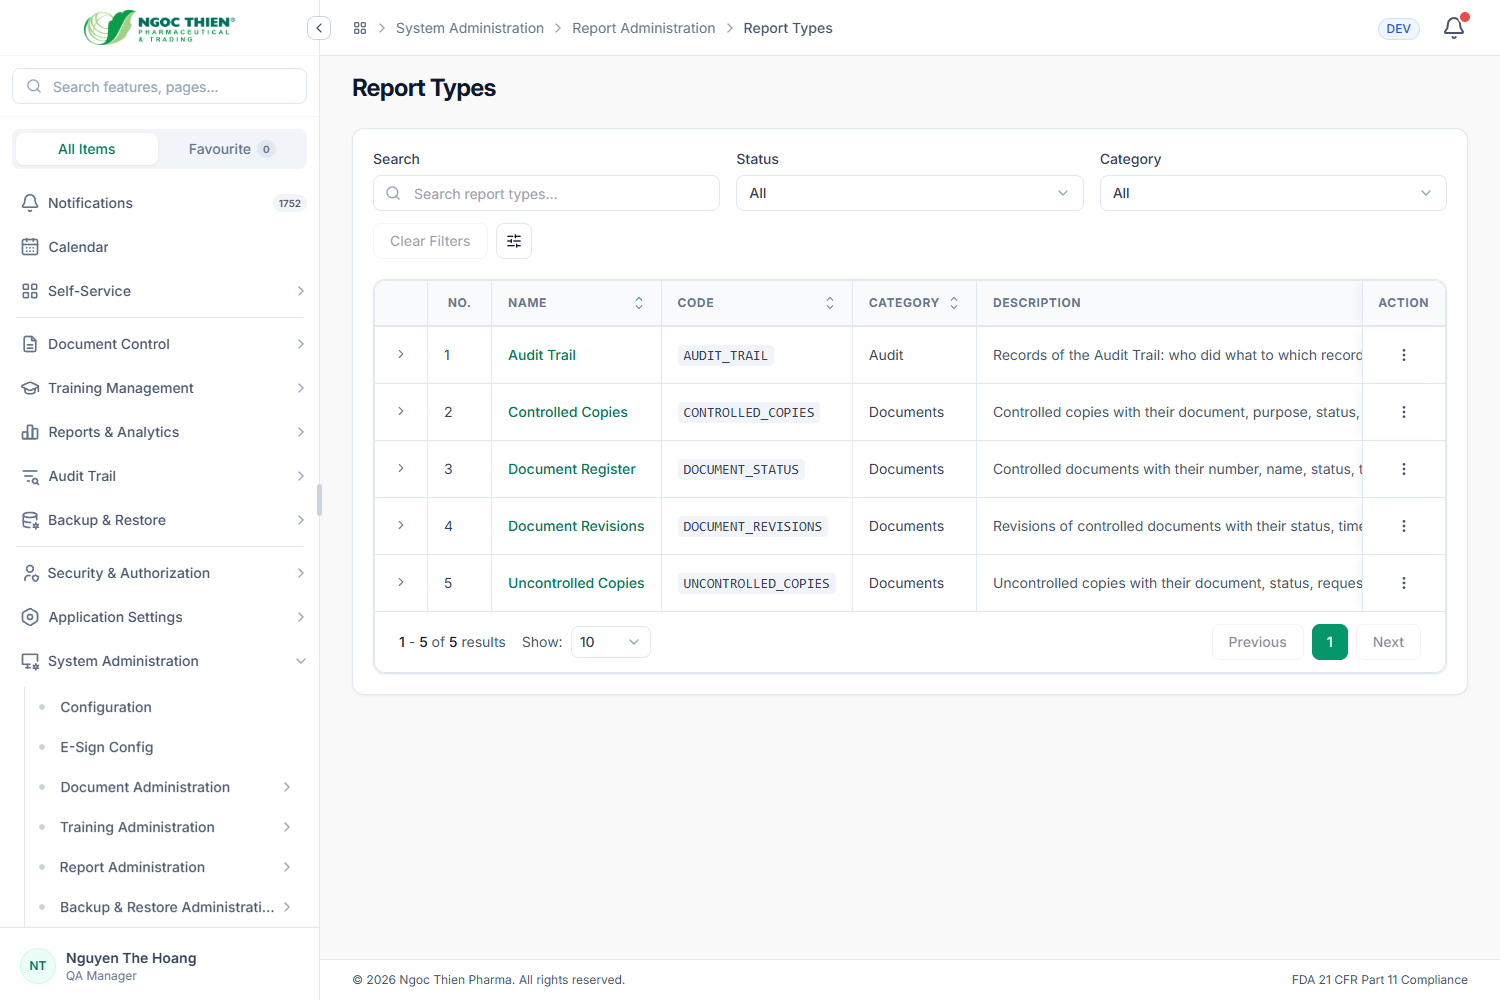 NGOC THIEN®
PHARMACEUTICAL
& TRADING
System Administration
Report Administration
Report Types
DEV
Search features, pages...
All Items
Favourite 0
Notifications 1752
Calendar
Self-Service
Document Control
Training Management
Reports & Analytics
Audit Trail
Backup & Restore
Security & Authorization
Application Settings
System Administration
Configuration
E-Sign Config
Document Administration
Training Administration
Report Administration
Backup & Restore Administrati...
NT
Nguyen The Hoang
QA Manager
Report Types
Search Status Category
Search report types... All All
Clear Filters
NO. NAME CODE CATEGORY DESCRIPTION ACTION
1 Audit Trail AUDIT_TRAIL Audit Records of the Audit Trail: who did what to which record
2 Controlled Copies CONTROLLED_COPIES Documents Controlled copies with their document, purpose, status,
3 Document Register DOCUMENT_STATUS Documents Controlled documents with their number, name, status, t
4 Document Revisions DOCUMENT_REVISIONS Documents Revisions of controlled documents with their status, time
5 Uncontrolled Copies UNCONTROLLED_COPIES Documents Uncontrolled copies with their document, status, reques
1 - 5 of 5 results Show: 10 Previous 1 Next
© 2026 Ngoc Thien Pharma. All rights reserved. FDA 21 CFR Part 11 Compliance